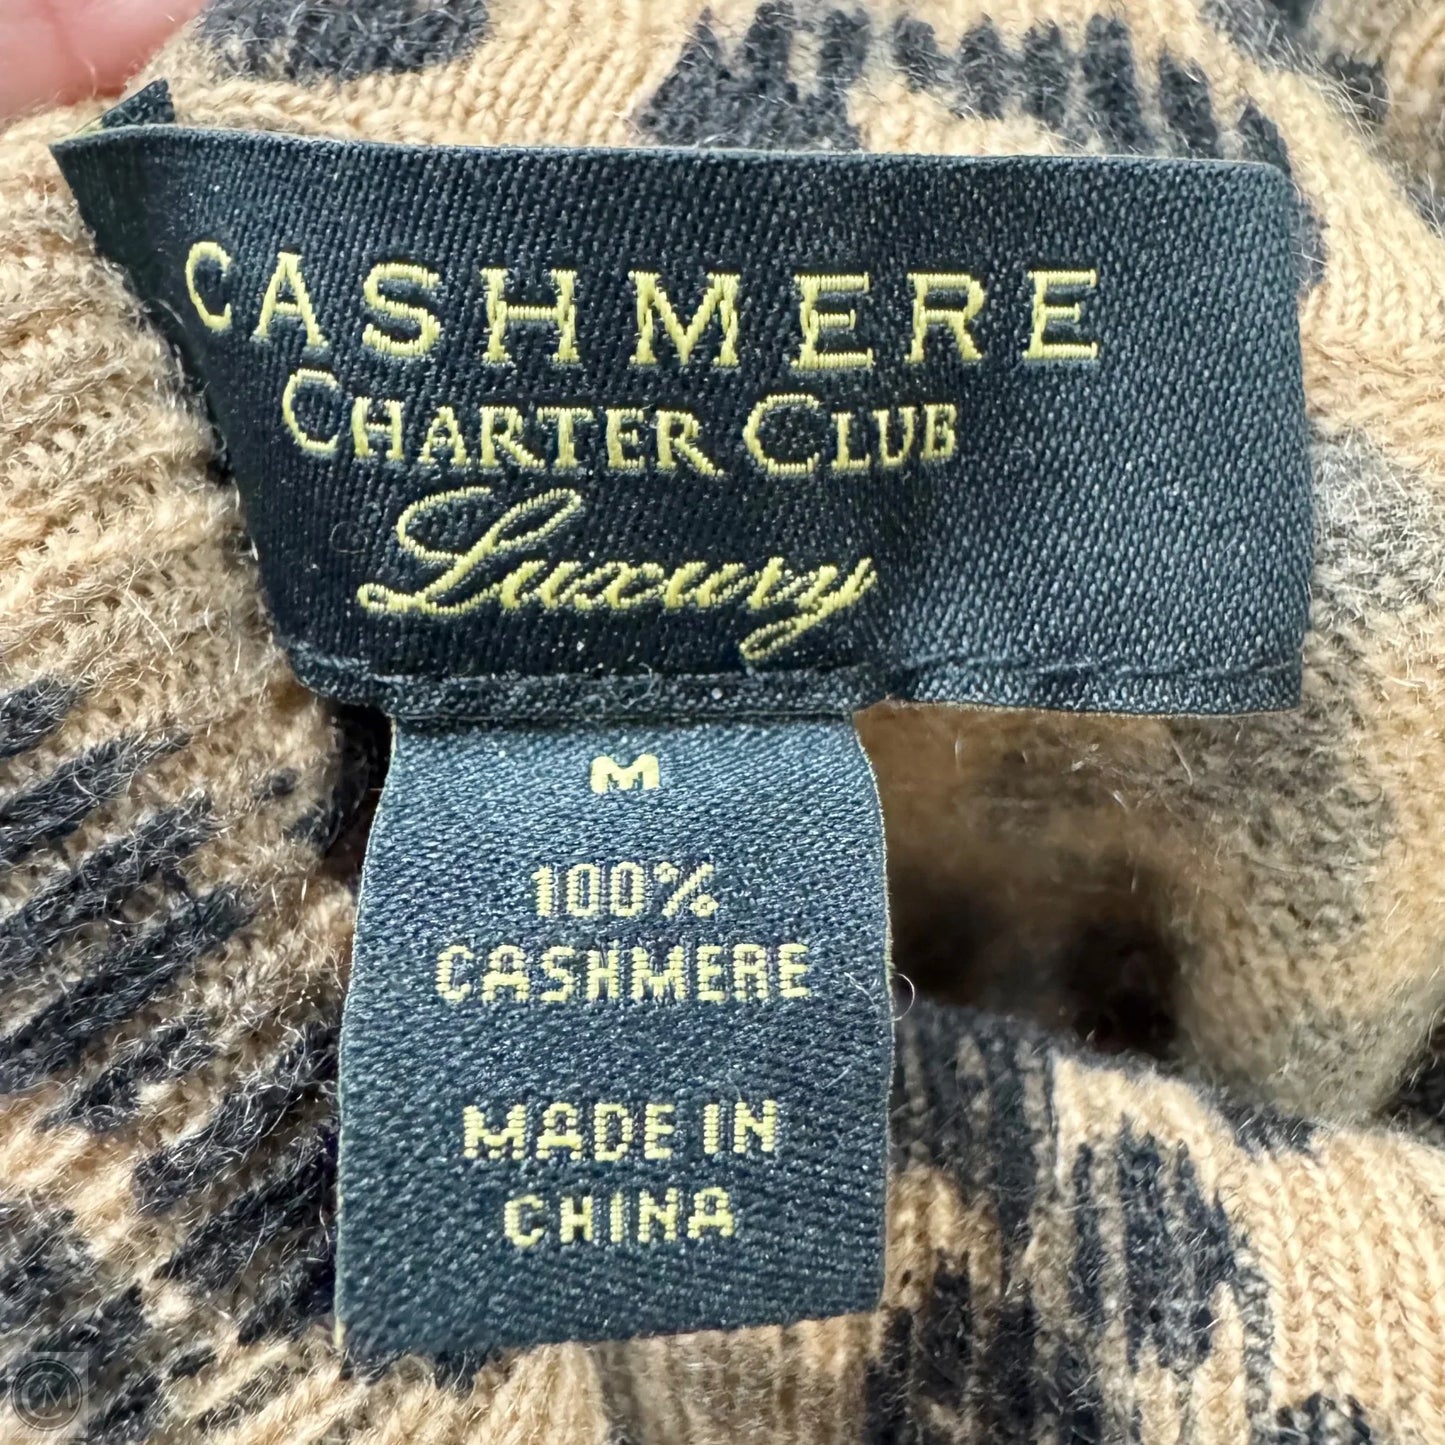 CASHMERE
CHARTER CLUB
Luxury
M
100%
CASHMERE
MADE IN
CHINA